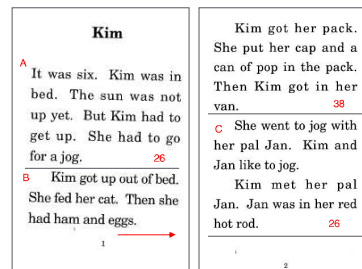 Kim
A
It was six. Kim was in
bed. The sun was not
up yet. But Kim had to
get up. She had to go
for a jog. 26
B Kim got up out of bed.
She fed her cat. Then she
had ham and eggs.
1
Kim got her pack.
She put her cap and a
can of pop in the pack.
Then Kim got in her
van. 38
C She went to jog with
her pal Jan. Kim and
Jan like to jog.
Kim met her pal
Jan. Jan was in her red
hot rod. 26
2